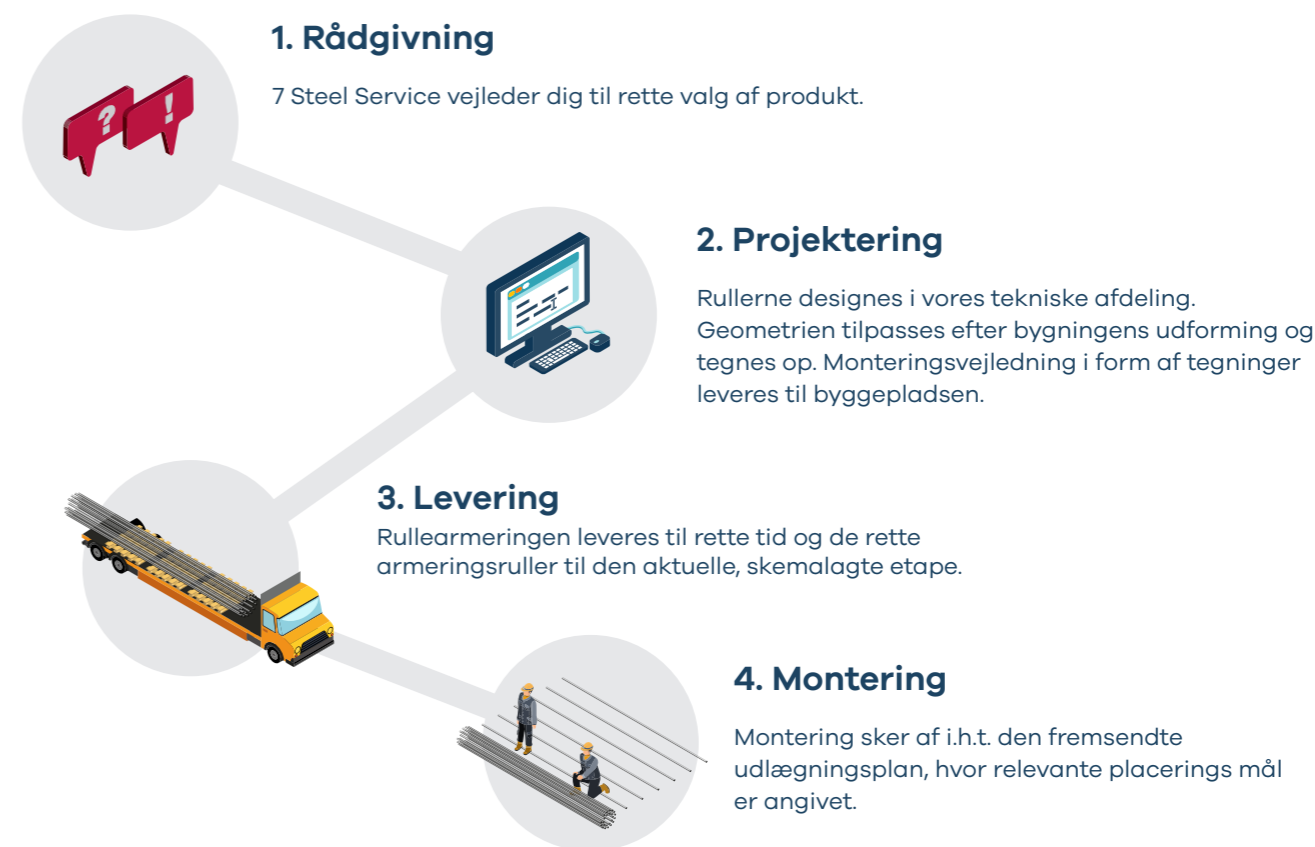 1. Rådgivning
7 Steel Service vejleder dig til rette valg af produkt.
?
!
2. Projektering
Rullerne designes i vores tekniske afdeling.
Geometrien tilpasses efter bygningens udforming og
tegnes op. Monteringsvejledning i form af tegninger
leveres til byggepladsen.
3. Levering
Rullearmeringen leveres til rette tid og de rette
armeringsruller til den aktuelle, skemalagte etape.
4. Montering
Montering sker af i.h.t. den fremsendte
udlægningsplan, hvor relevante placerings mål
er angivet.